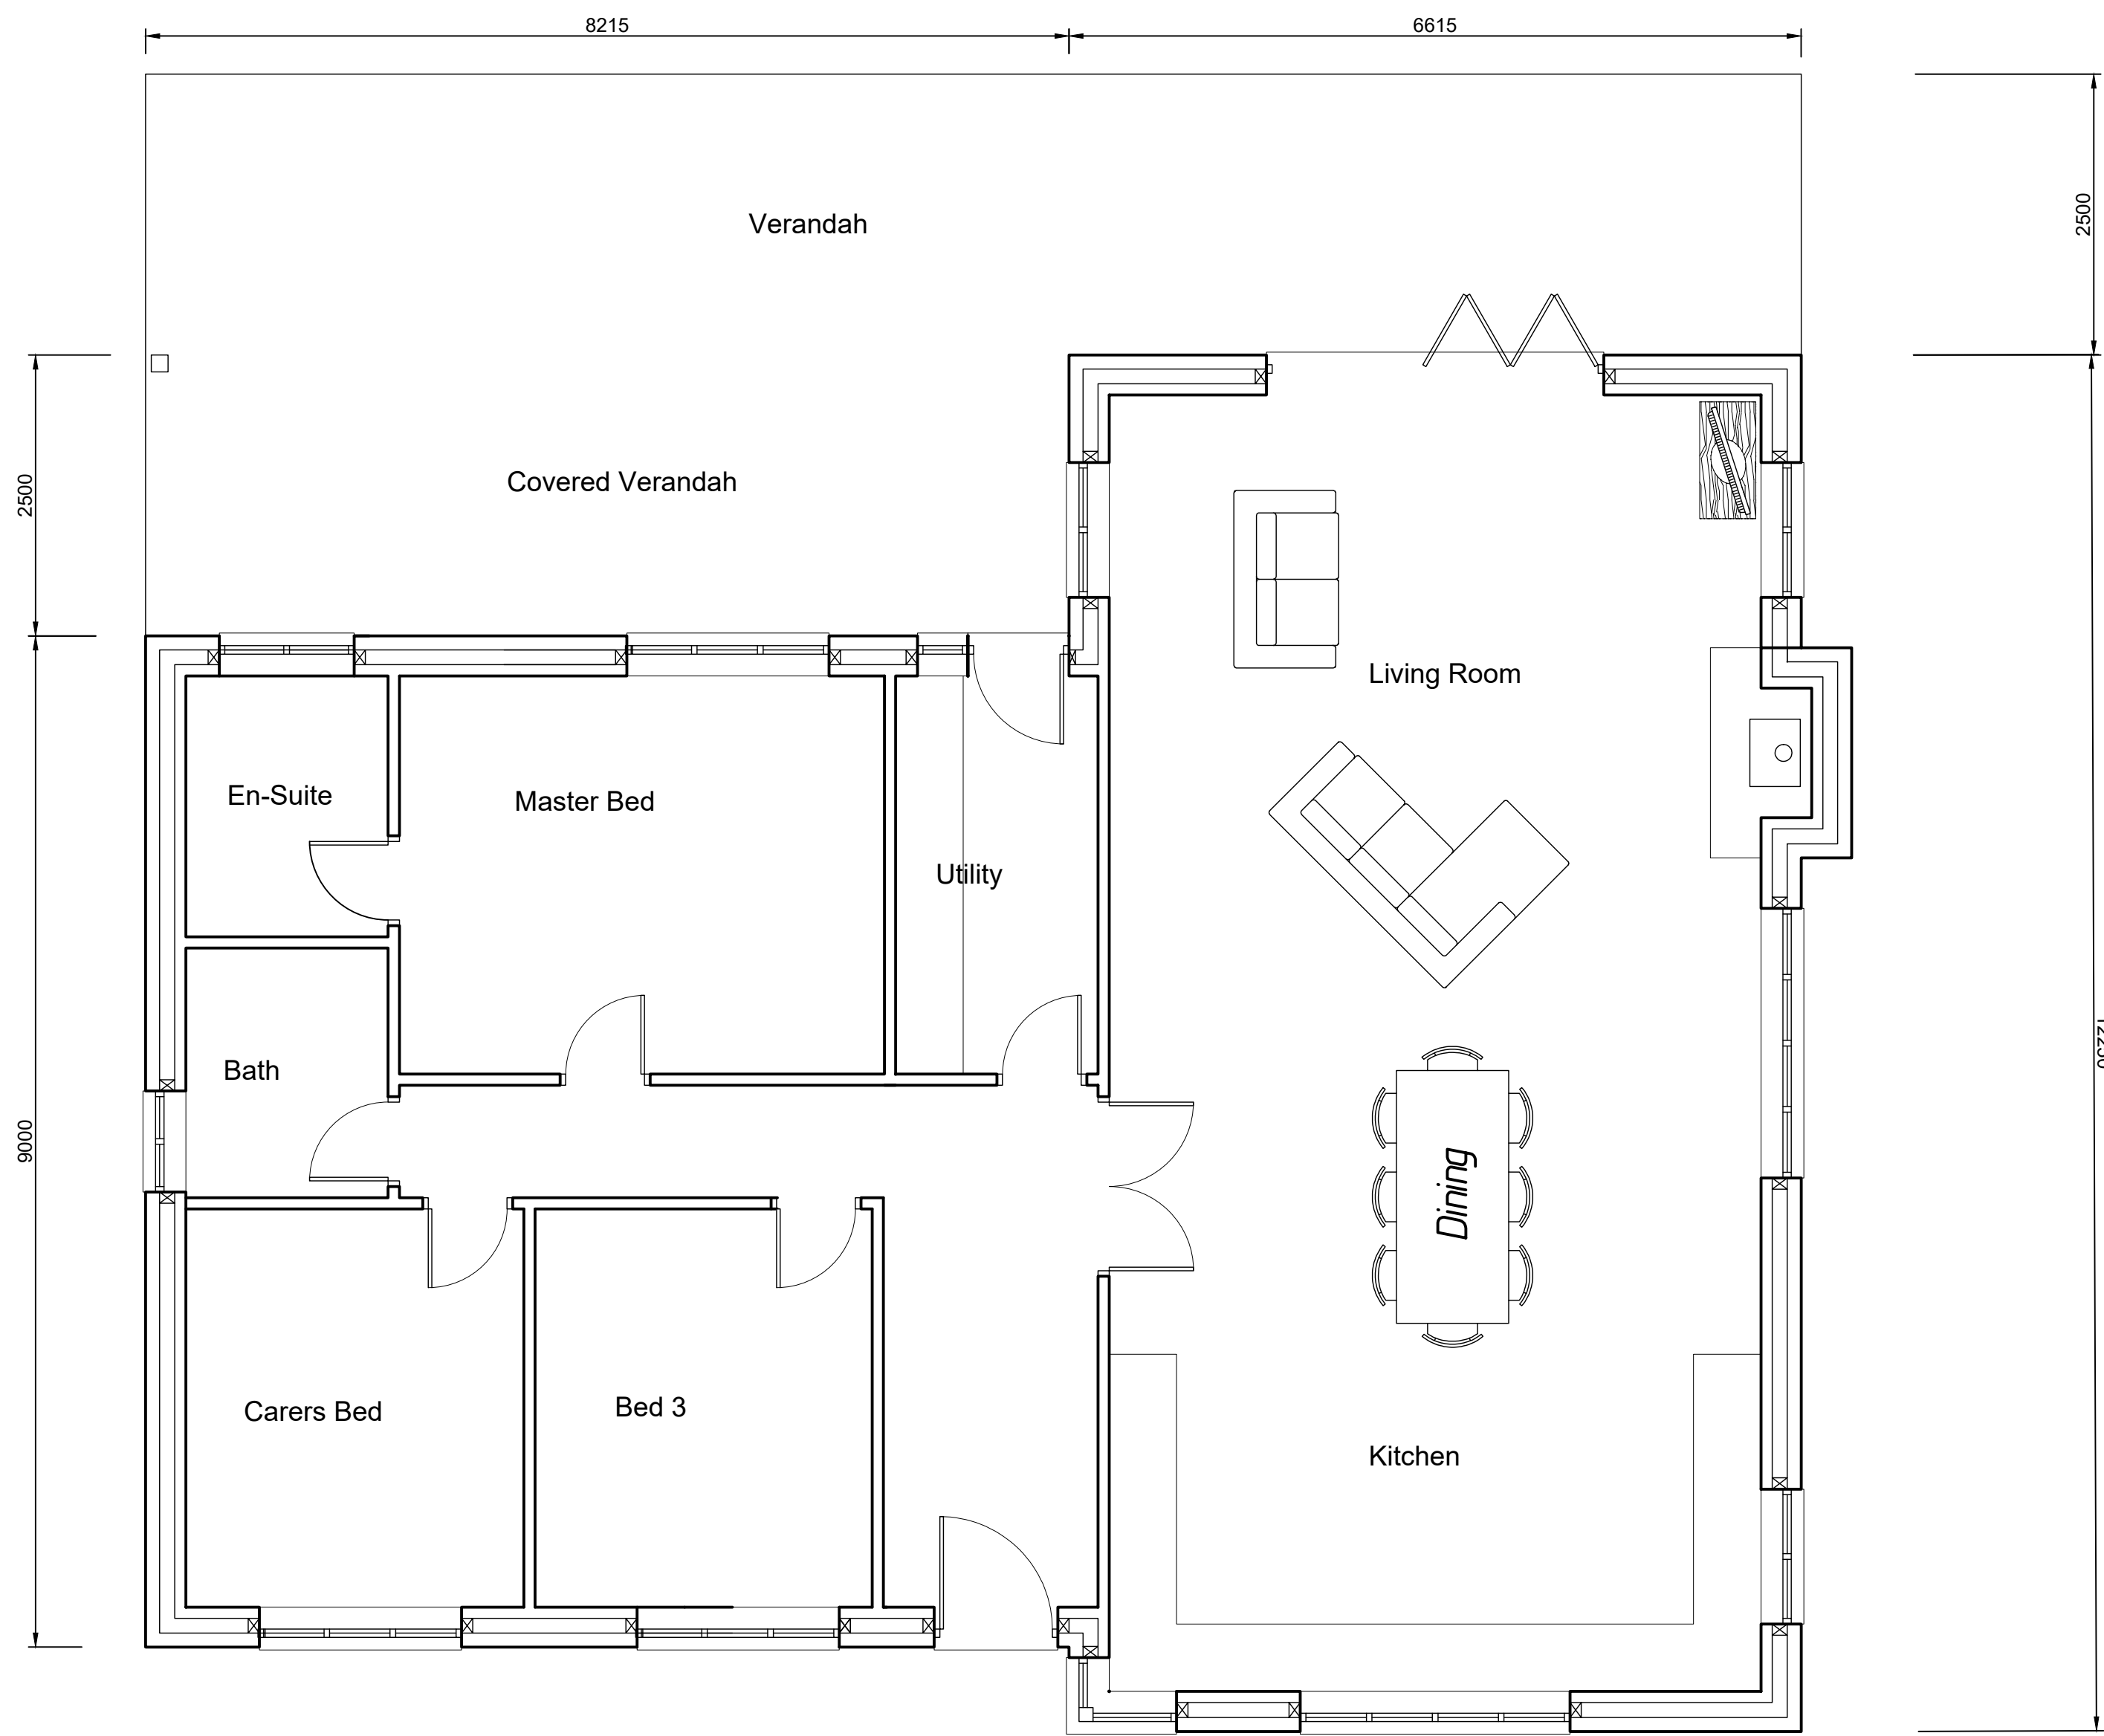 8215
6615
Verandah
2500
2500
Covered Verandah
Living Room
En-Suite
Master Bed
Utility
Bath
9000
Dining
Carers Bed
Bed 3
Kitchen